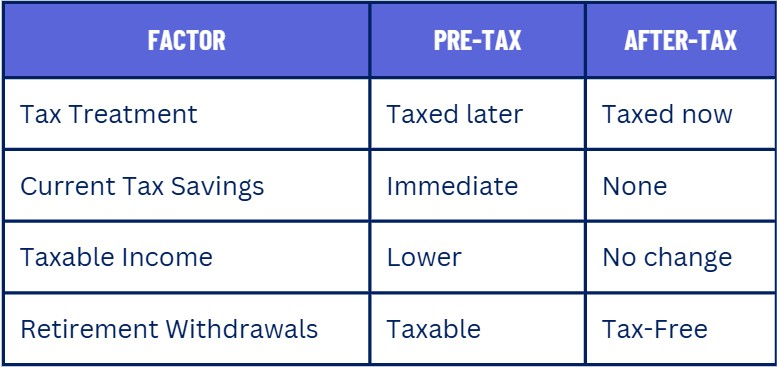 FACTOR PRE-TAX AFTER-TAX
Tax Treatment Taxed later Taxed now
Current Tax Savings Immediate None
Taxable Income Lower No change
Retirement Withdrawals Taxable Tax-Free